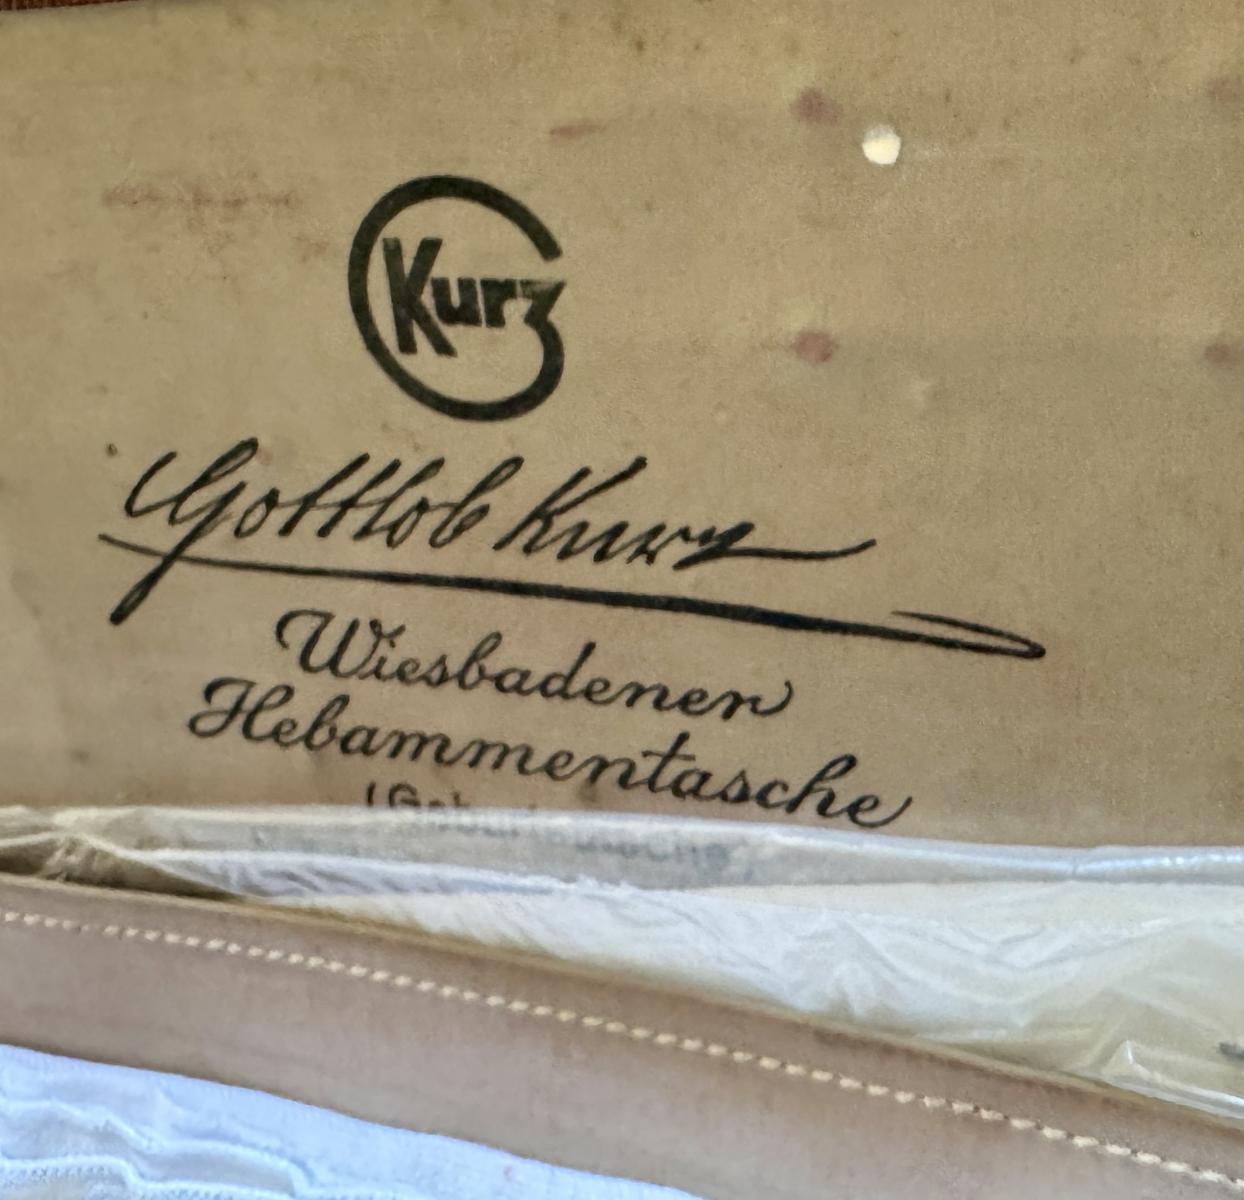 Kurz
Gottlob Kurz
Wiesbadener
Hebammentasche